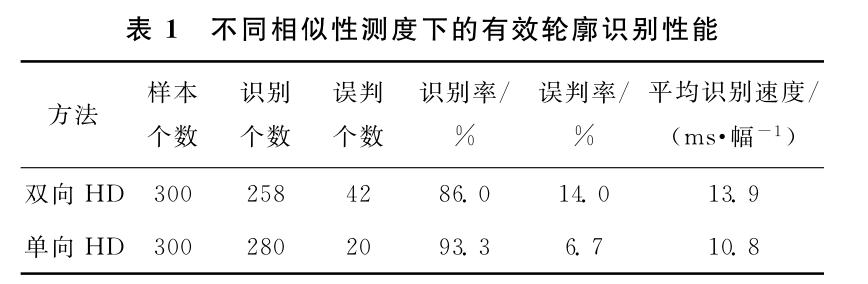 表 1 不同相似性测度下的有效轮廓识别性能
方法 样本个数 识别个数 误判个数 识别率/% 误判率/% 平均识别速度/(ms·幅⁻¹)
双向 HD 300 258 42 86.0 14.0 13.9
单向 HD 300 280 20 93.3 6.7 10.8